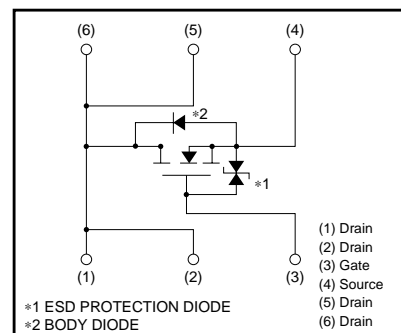 (6) (5) (4)
∗2
∗1
(1) (2) (3)
(1) Drain
(2) Drain
(3) Gate
(4) Source
(5) Drain
(6) Drain
∗1 ESD PROTECTION DIODE
∗2 BODY DIODE